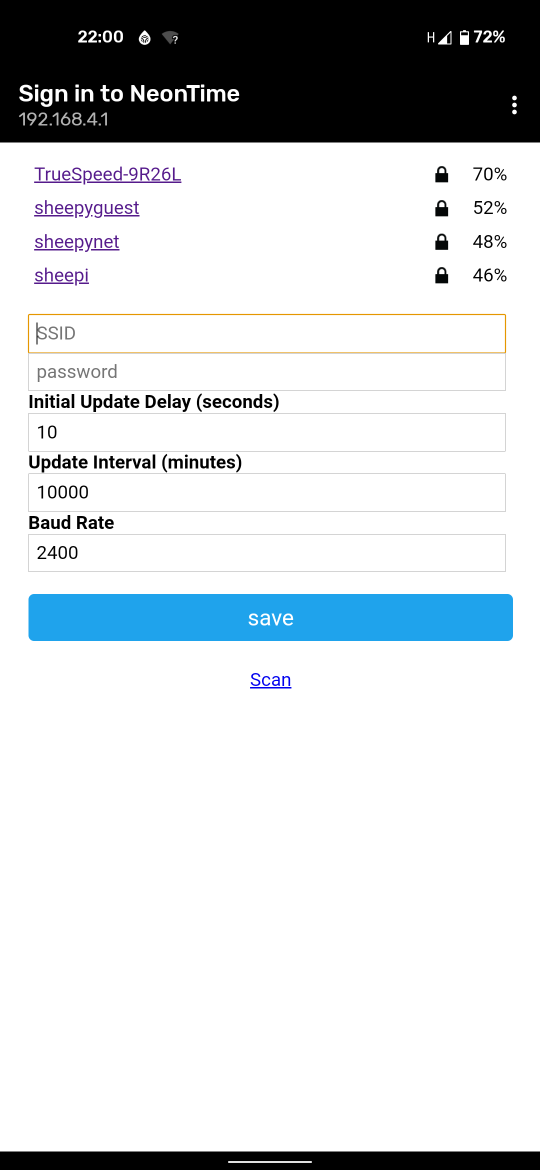 22:00 ? H 72%
Sign in to NeonTime
192.168.4.1
TrueSpeed-9R26L 70%
sheepyguest 52%
sheepynet 48%
sheepi 46%
SSID
password
Initial Update Delay (seconds)
10
Update Interval (minutes)
10000
Baud Rate
2400
save
Scan